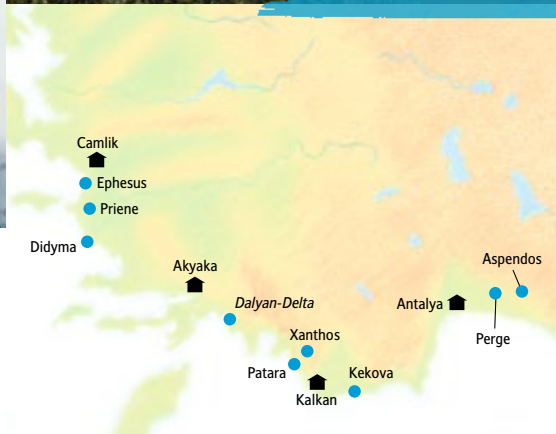 Camlik
Ephesus
Priene
Didyma
Akyaka
Aspendos
Dalyan-Delta
Antalya
Xanthos
Perge
Patara
Kekova
Kalkan